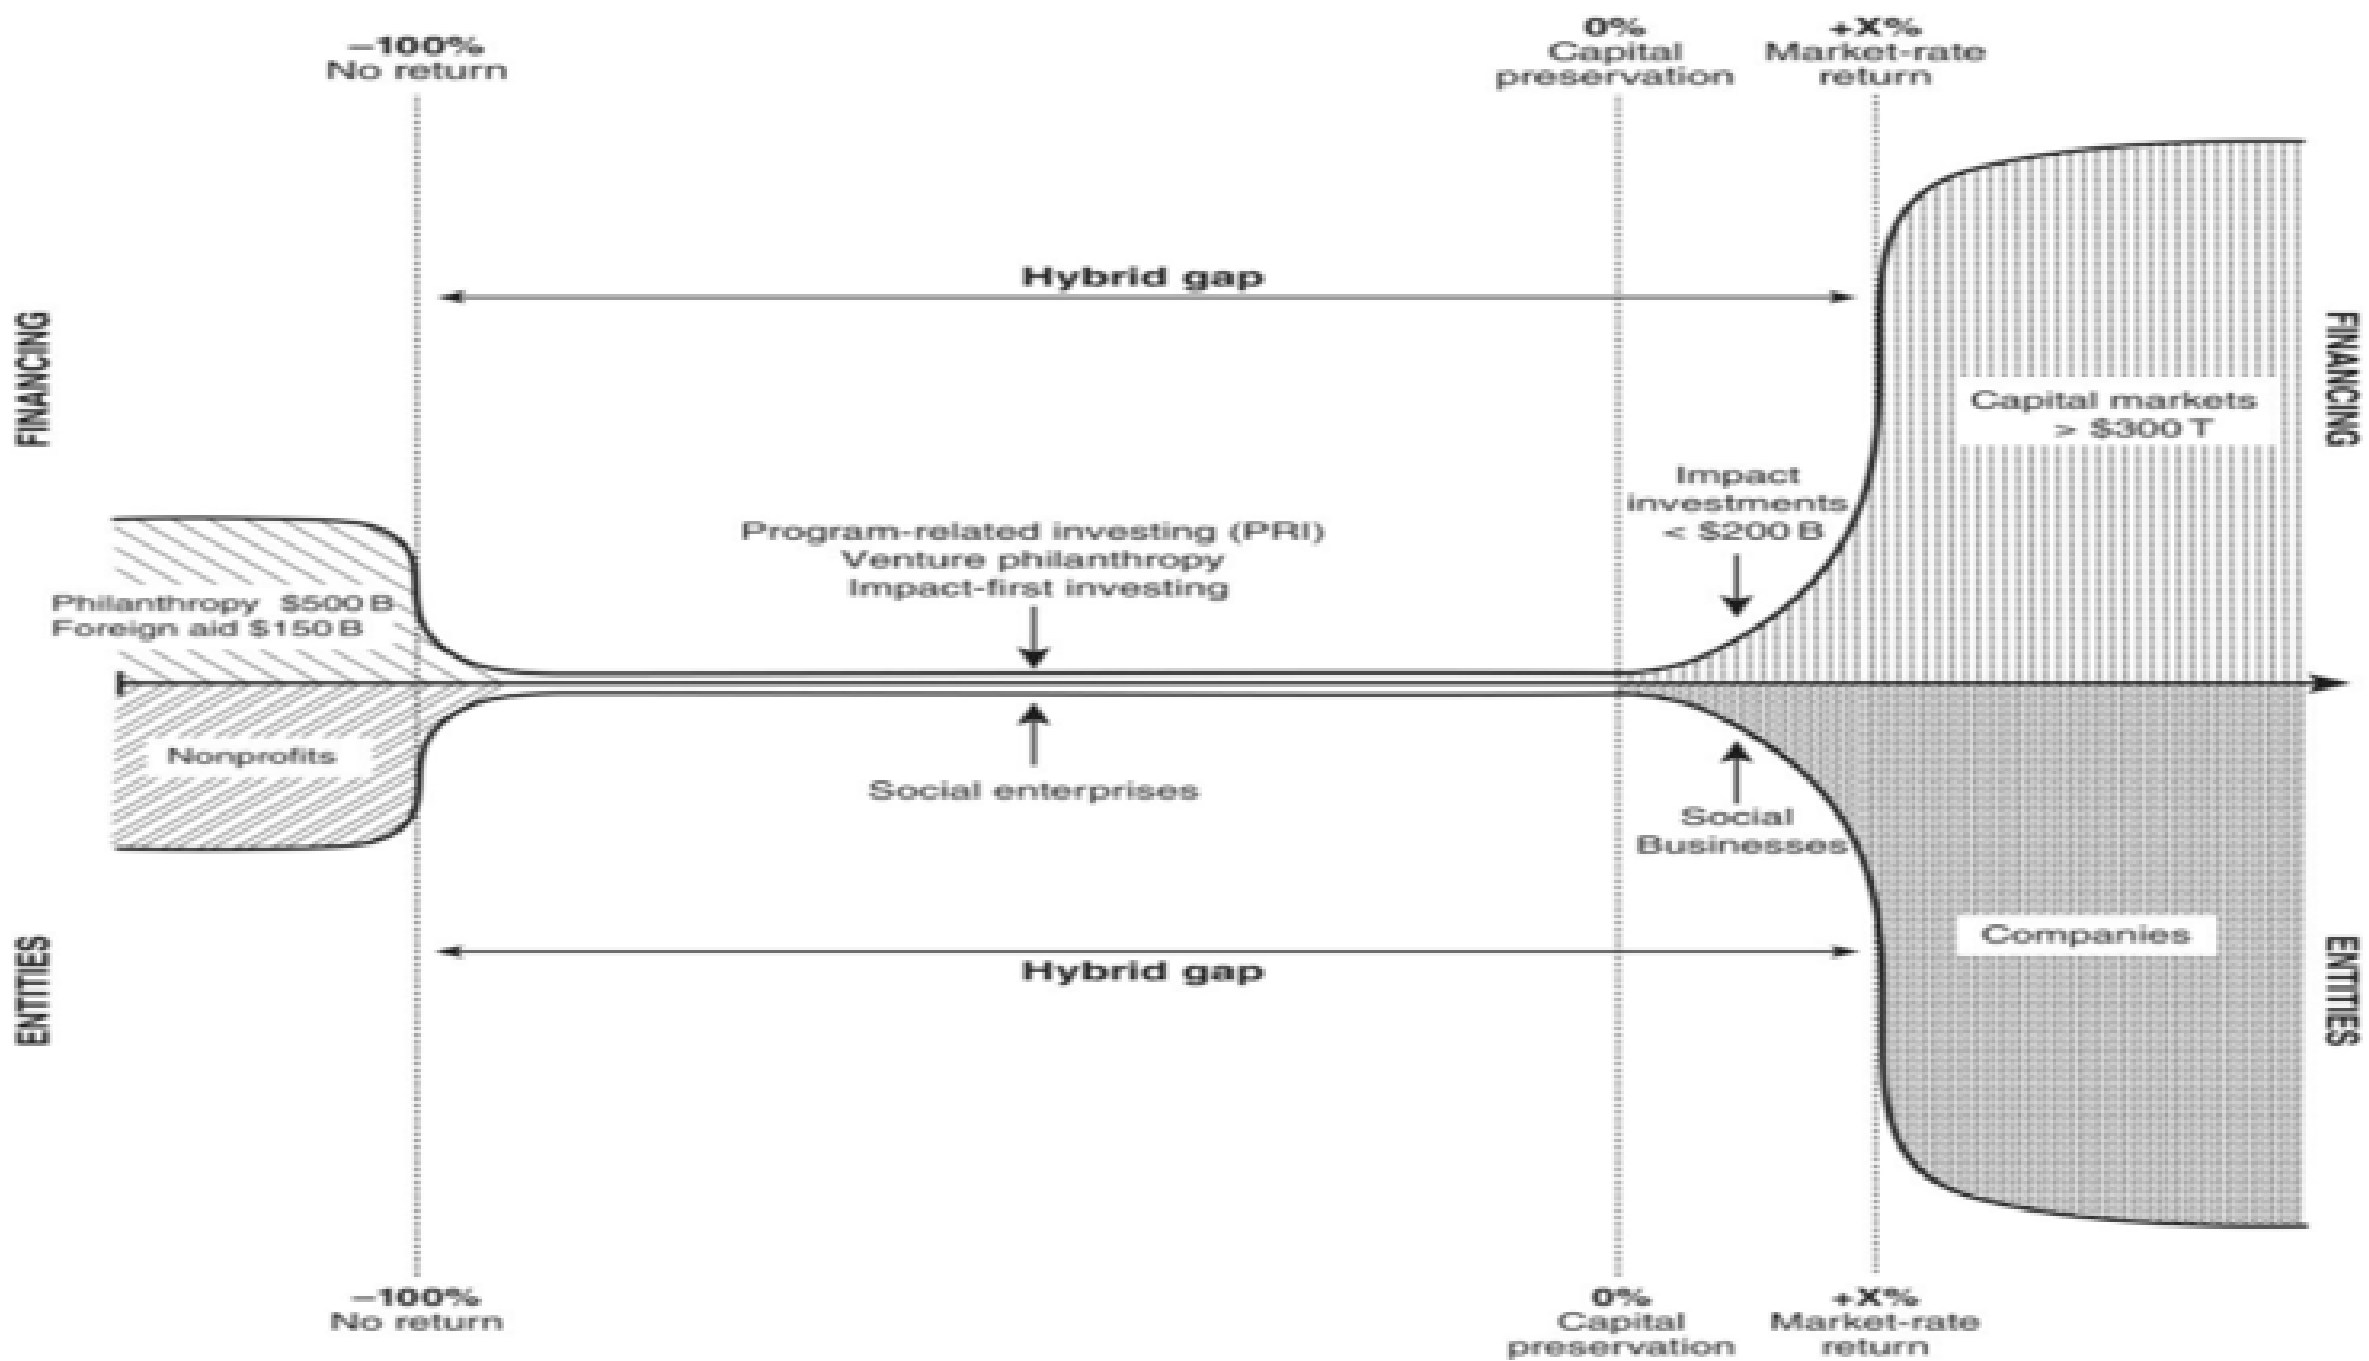 –100%
No return
0%
Capital
preservation
+X%
Market-rate
return
Hybrid gap
FINANCING
FINANCING
Capital markets
> $300 T
Impact
investments
< $200 B
Program-related investing (PRI)
Venture philanthropy
Impact-first investing
Philanthropy $500 B
Foreign aid $150 B
Nonprofits
Social enterprises
Social
Businesses
Companies
ENTITIES
ENTITIES
Hybrid gap
–100%
No return
0%
Capital
preservation
+X%
Market-rate
return